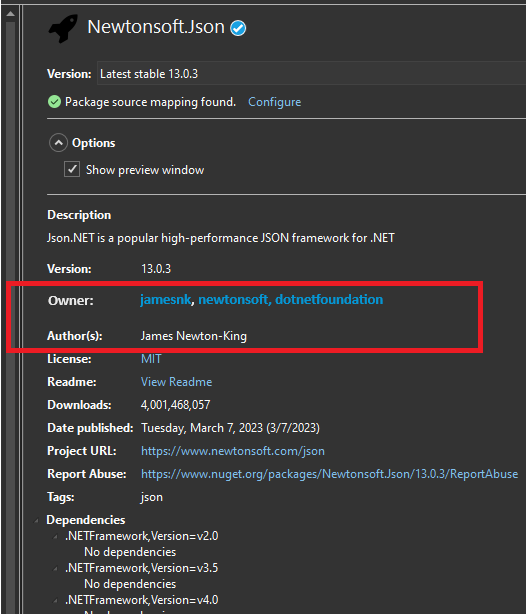 Newtonsoft.Json
Version: Latest stable 13.0.3
Package source mapping found. Configure
Options
Show preview window
Description
Json.NET is a popular high-performance JSON framework for .NET
Version: 13.0.3
Owner: jamesnk, newtonsoft, dotnetfoundation
Author(s): James Newton-King
License: MIT
Readme: View Readme
Downloads: 4,001,468,057
Date published: Tuesday, March 7, 2023 (3/7/2023)
Project URL: https://www.newtonsoft.com/json
Report Abuse: https://www.nuget.org/packages/Newtonsoft.Json/13.0.3/ReportAbuse
Tags: json
Dependencies
.NETFramework,Version=v2.0
No dependencies
.NETFramework,Version=v3.5
No dependencies
.NETFramework,Version=v4.0
No dependencies